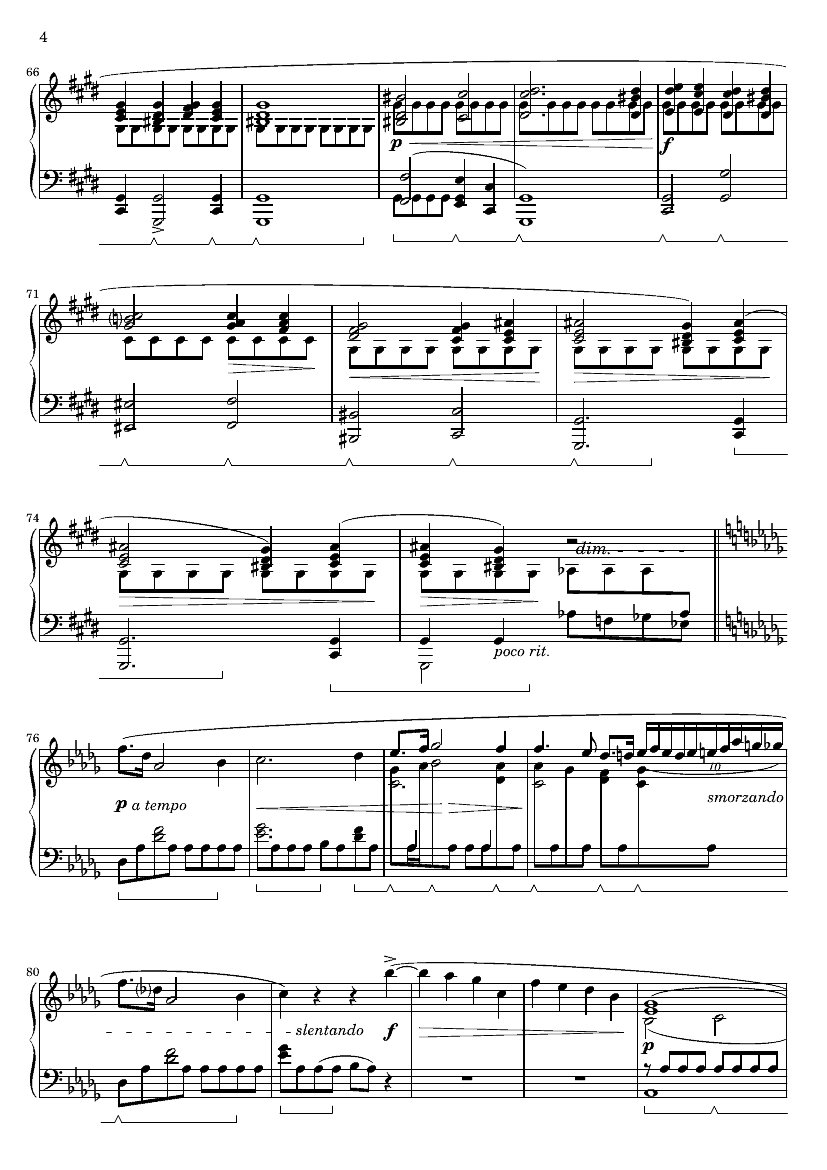 4
66
p
f
71
74
dim.
poco rit.
76
p a tempo
10
smorzando
80
slentando
f
p